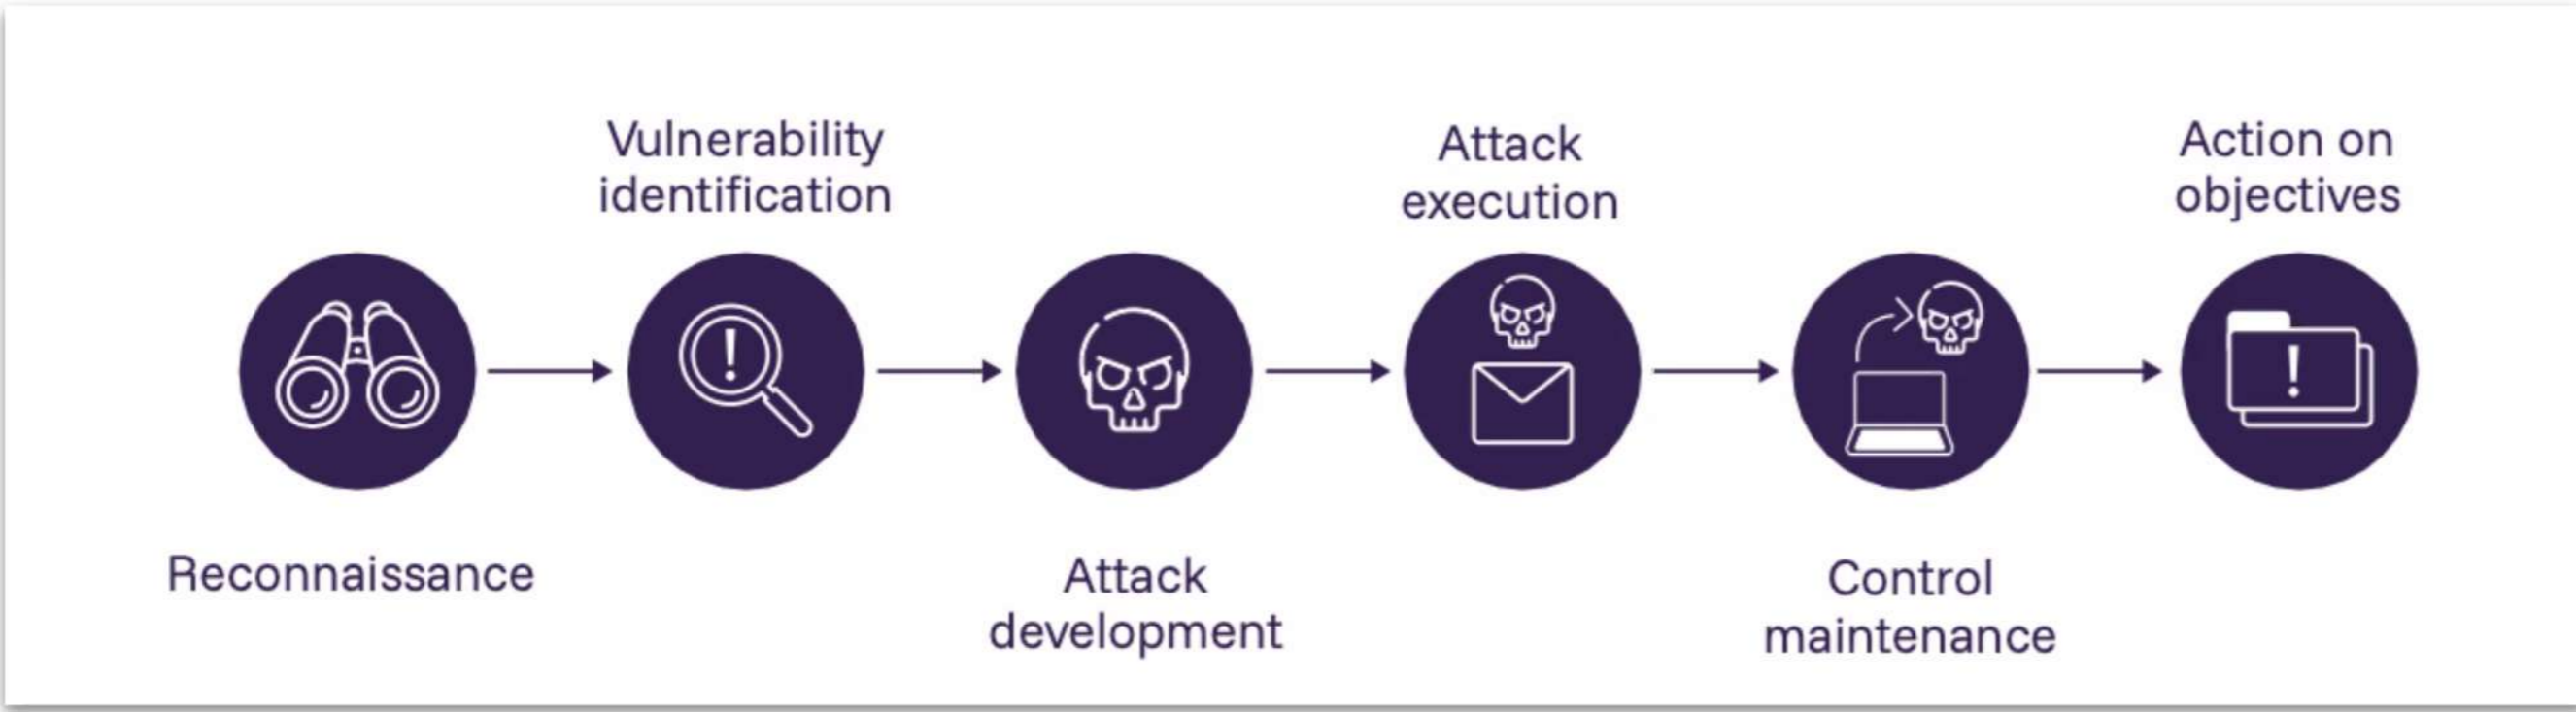 Reconnaissance
Vulnerability
identification
Attack
development
Attack
execution
Control
maintenance
Action on
objectives